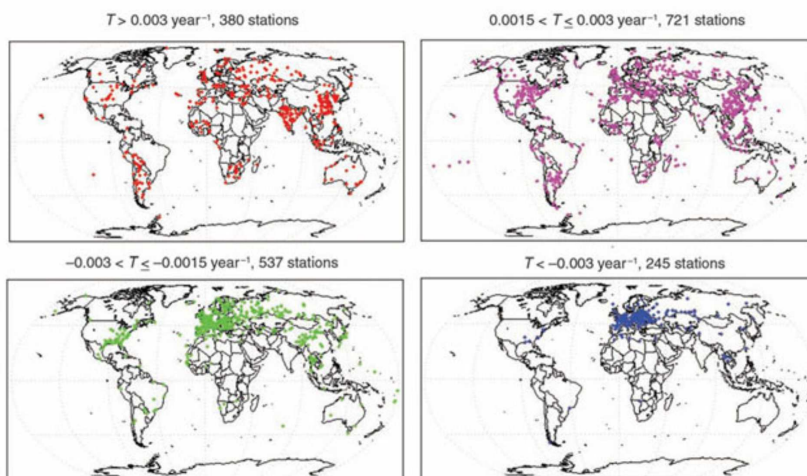 T > 0.003 year⁻¹, 380 stations
0.0015 < T ≤ 0.003 year⁻¹, 721 stations
−0.003 < T ≤ −0.0015 year⁻¹, 537 stations
T < −0.003 year⁻¹, 245 stations